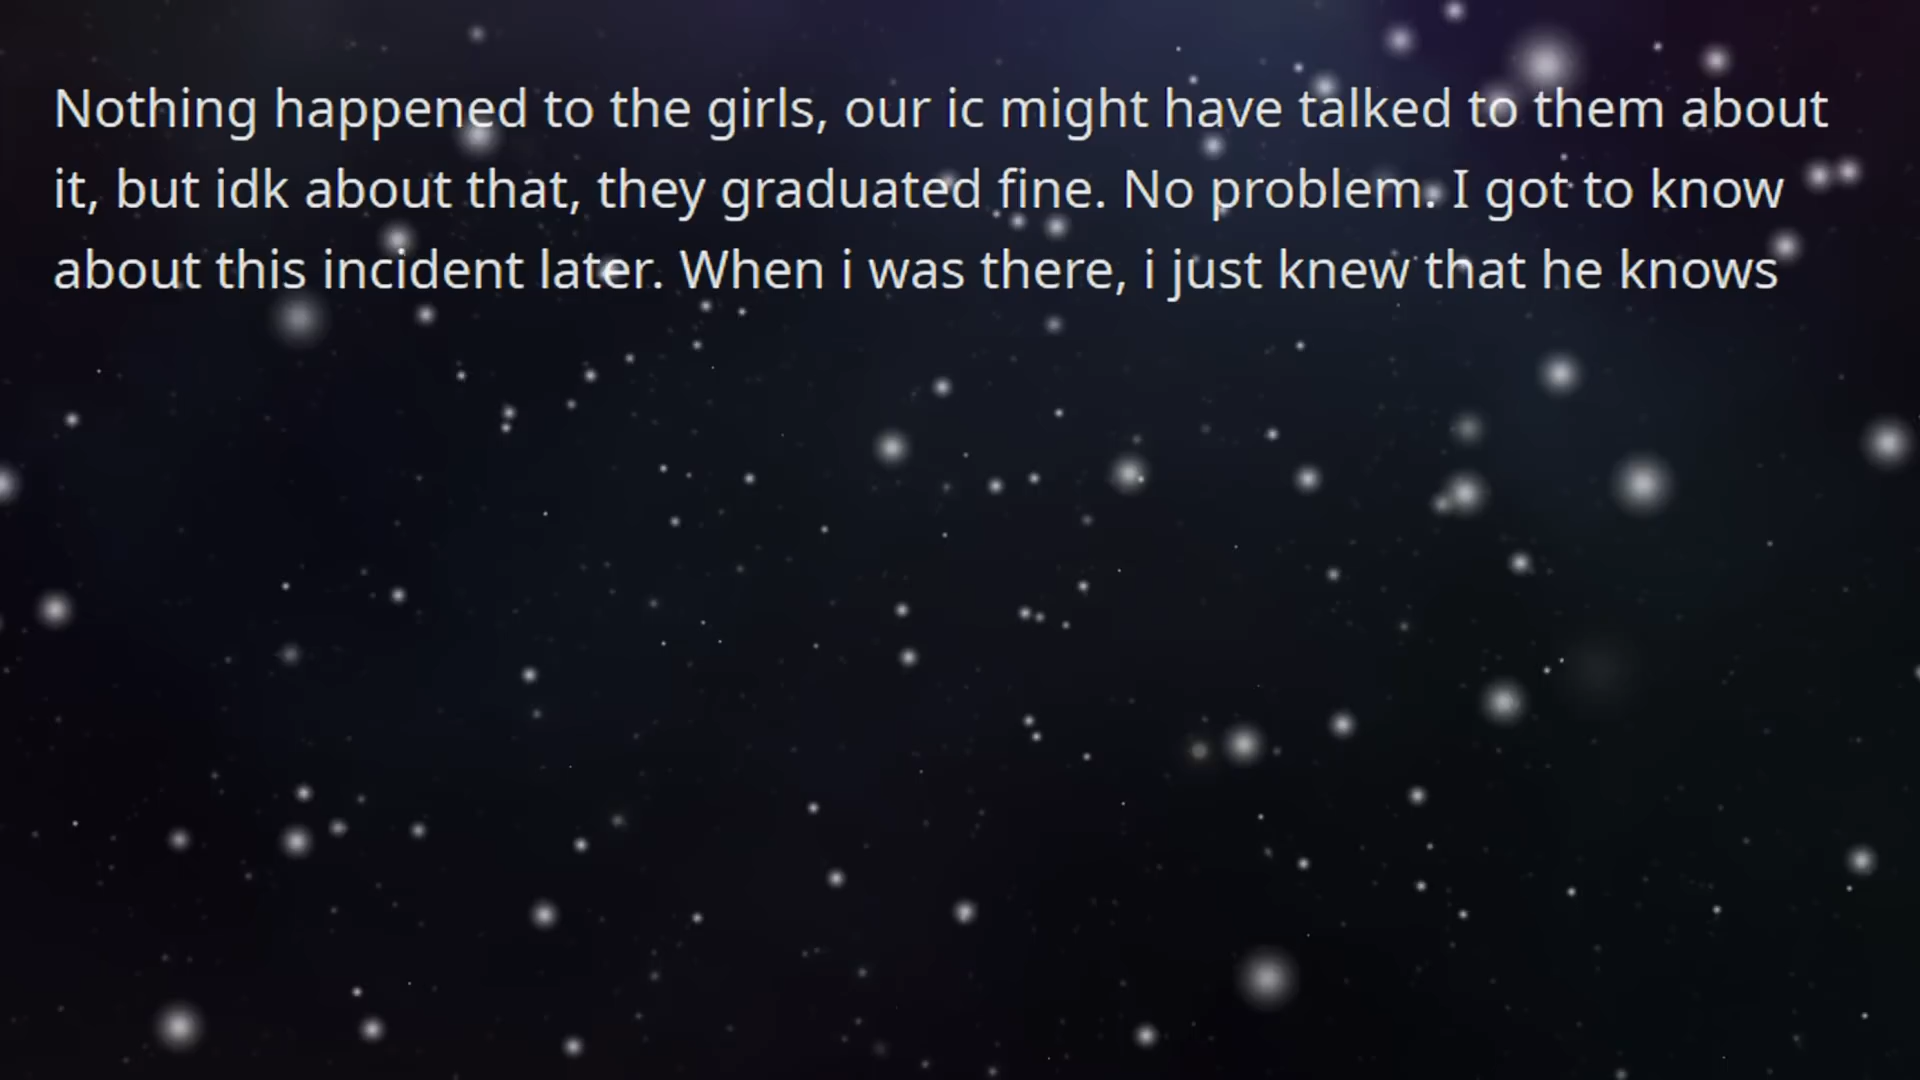 Nothing happened to the girls, our ic might have talked to them about
it, but idk about that, they graduated fine. No problem. I got to know
about this incident later. When i was there, i just knew that he knows